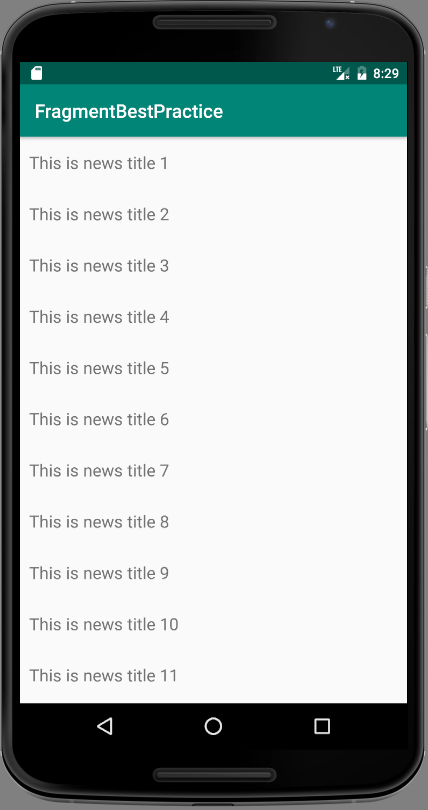 LTE 8:29
FragmentBestPractice
This is news title 1
This is news title 2
This is news title 3
This is news title 4
This is news title 5
This is news title 6
This is news title 7
This is news title 8
This is news title 9
This is news title 10
This is news title 11